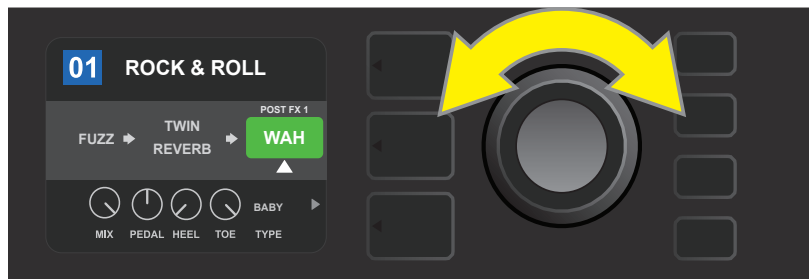 01 ROCK & ROLL
POST FX 1
FUZZ TWIN REVERB WAH
MIX PEDAL HEEL TOE BABY TYPE